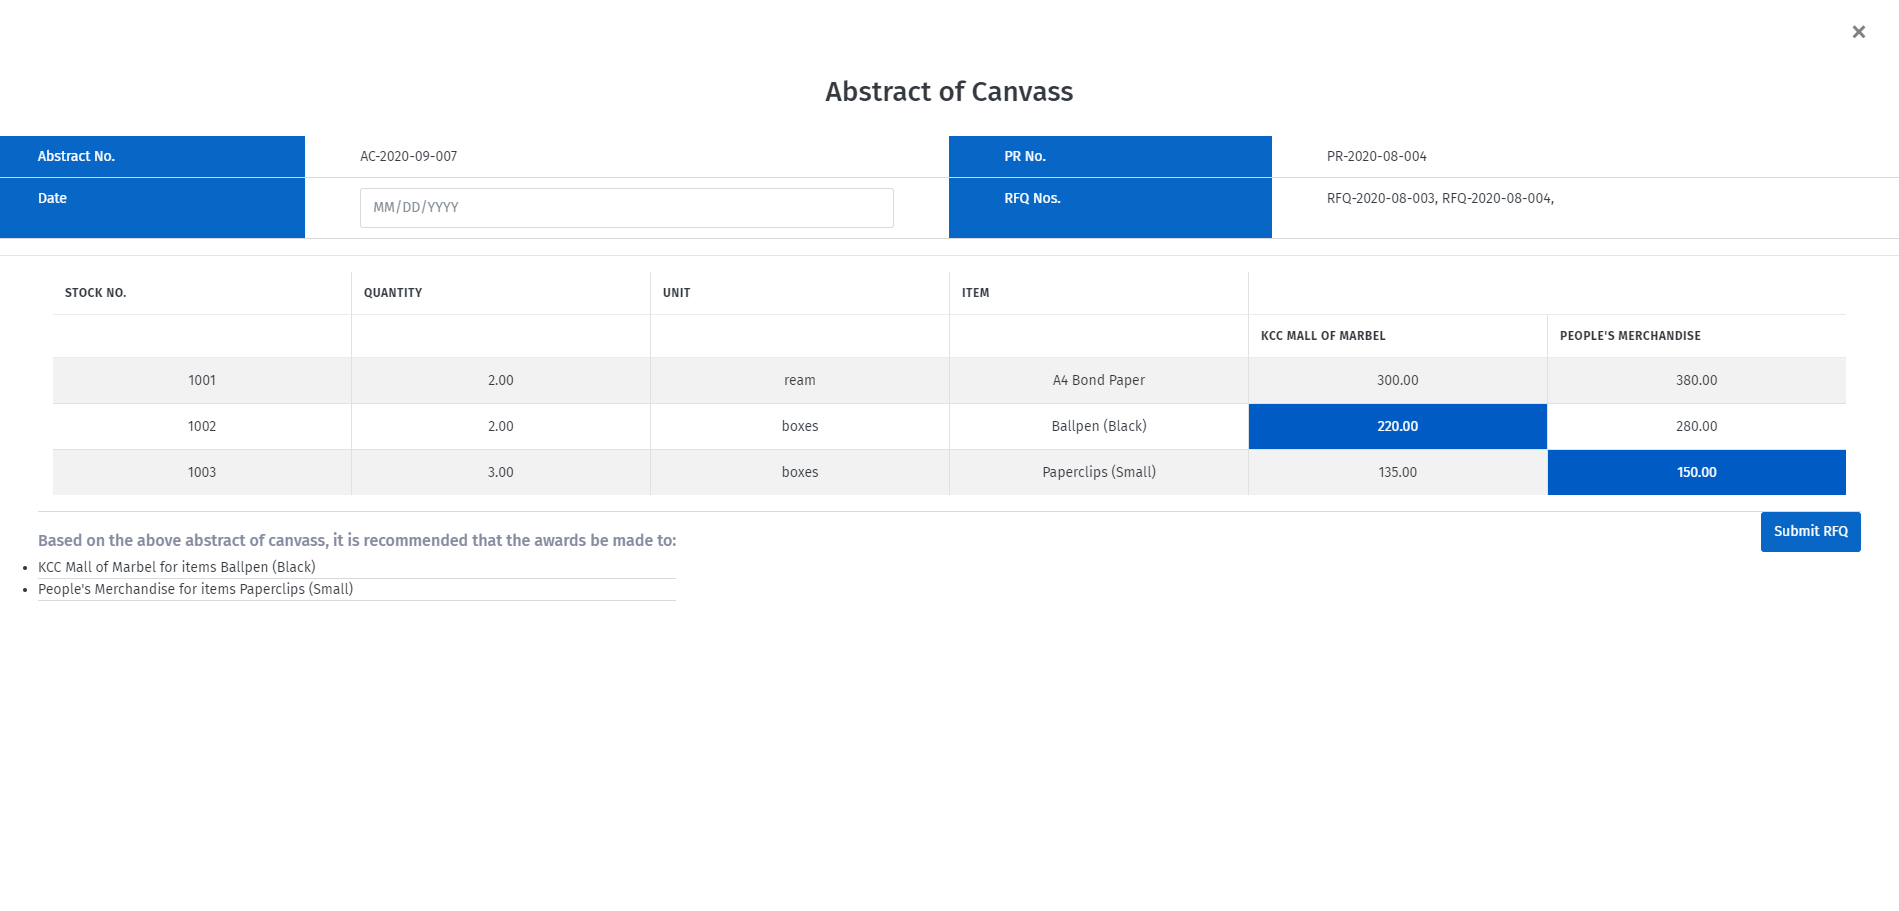 ×
Abstract of Canvass
Abstract No. AC-2020-09-007 PR No. PR-2020-08-004
Date MM/DD/YYYY RFQ Nos. RFQ-2020-08-003, RFQ-2020-08-004,
STOCK NO. QUANTITY UNIT ITEM
KCC MALL OF MARBEL PEOPLE'S MERCHANDISE
1001 2.00 ream A4 Bond Paper 300.00 380.00
1002 2.00 boxes Ballpen (Black) 220.00 280.00
1003 3.00 boxes Paperclips (Small) 135.00 150.00
Submit RFQ
Based on the above abstract of canvass, it is recommended that the awards be made to:
• KCC Mall of Marbel for items Ballpen (Black)
• People's Merchandise for items Paperclips (Small)